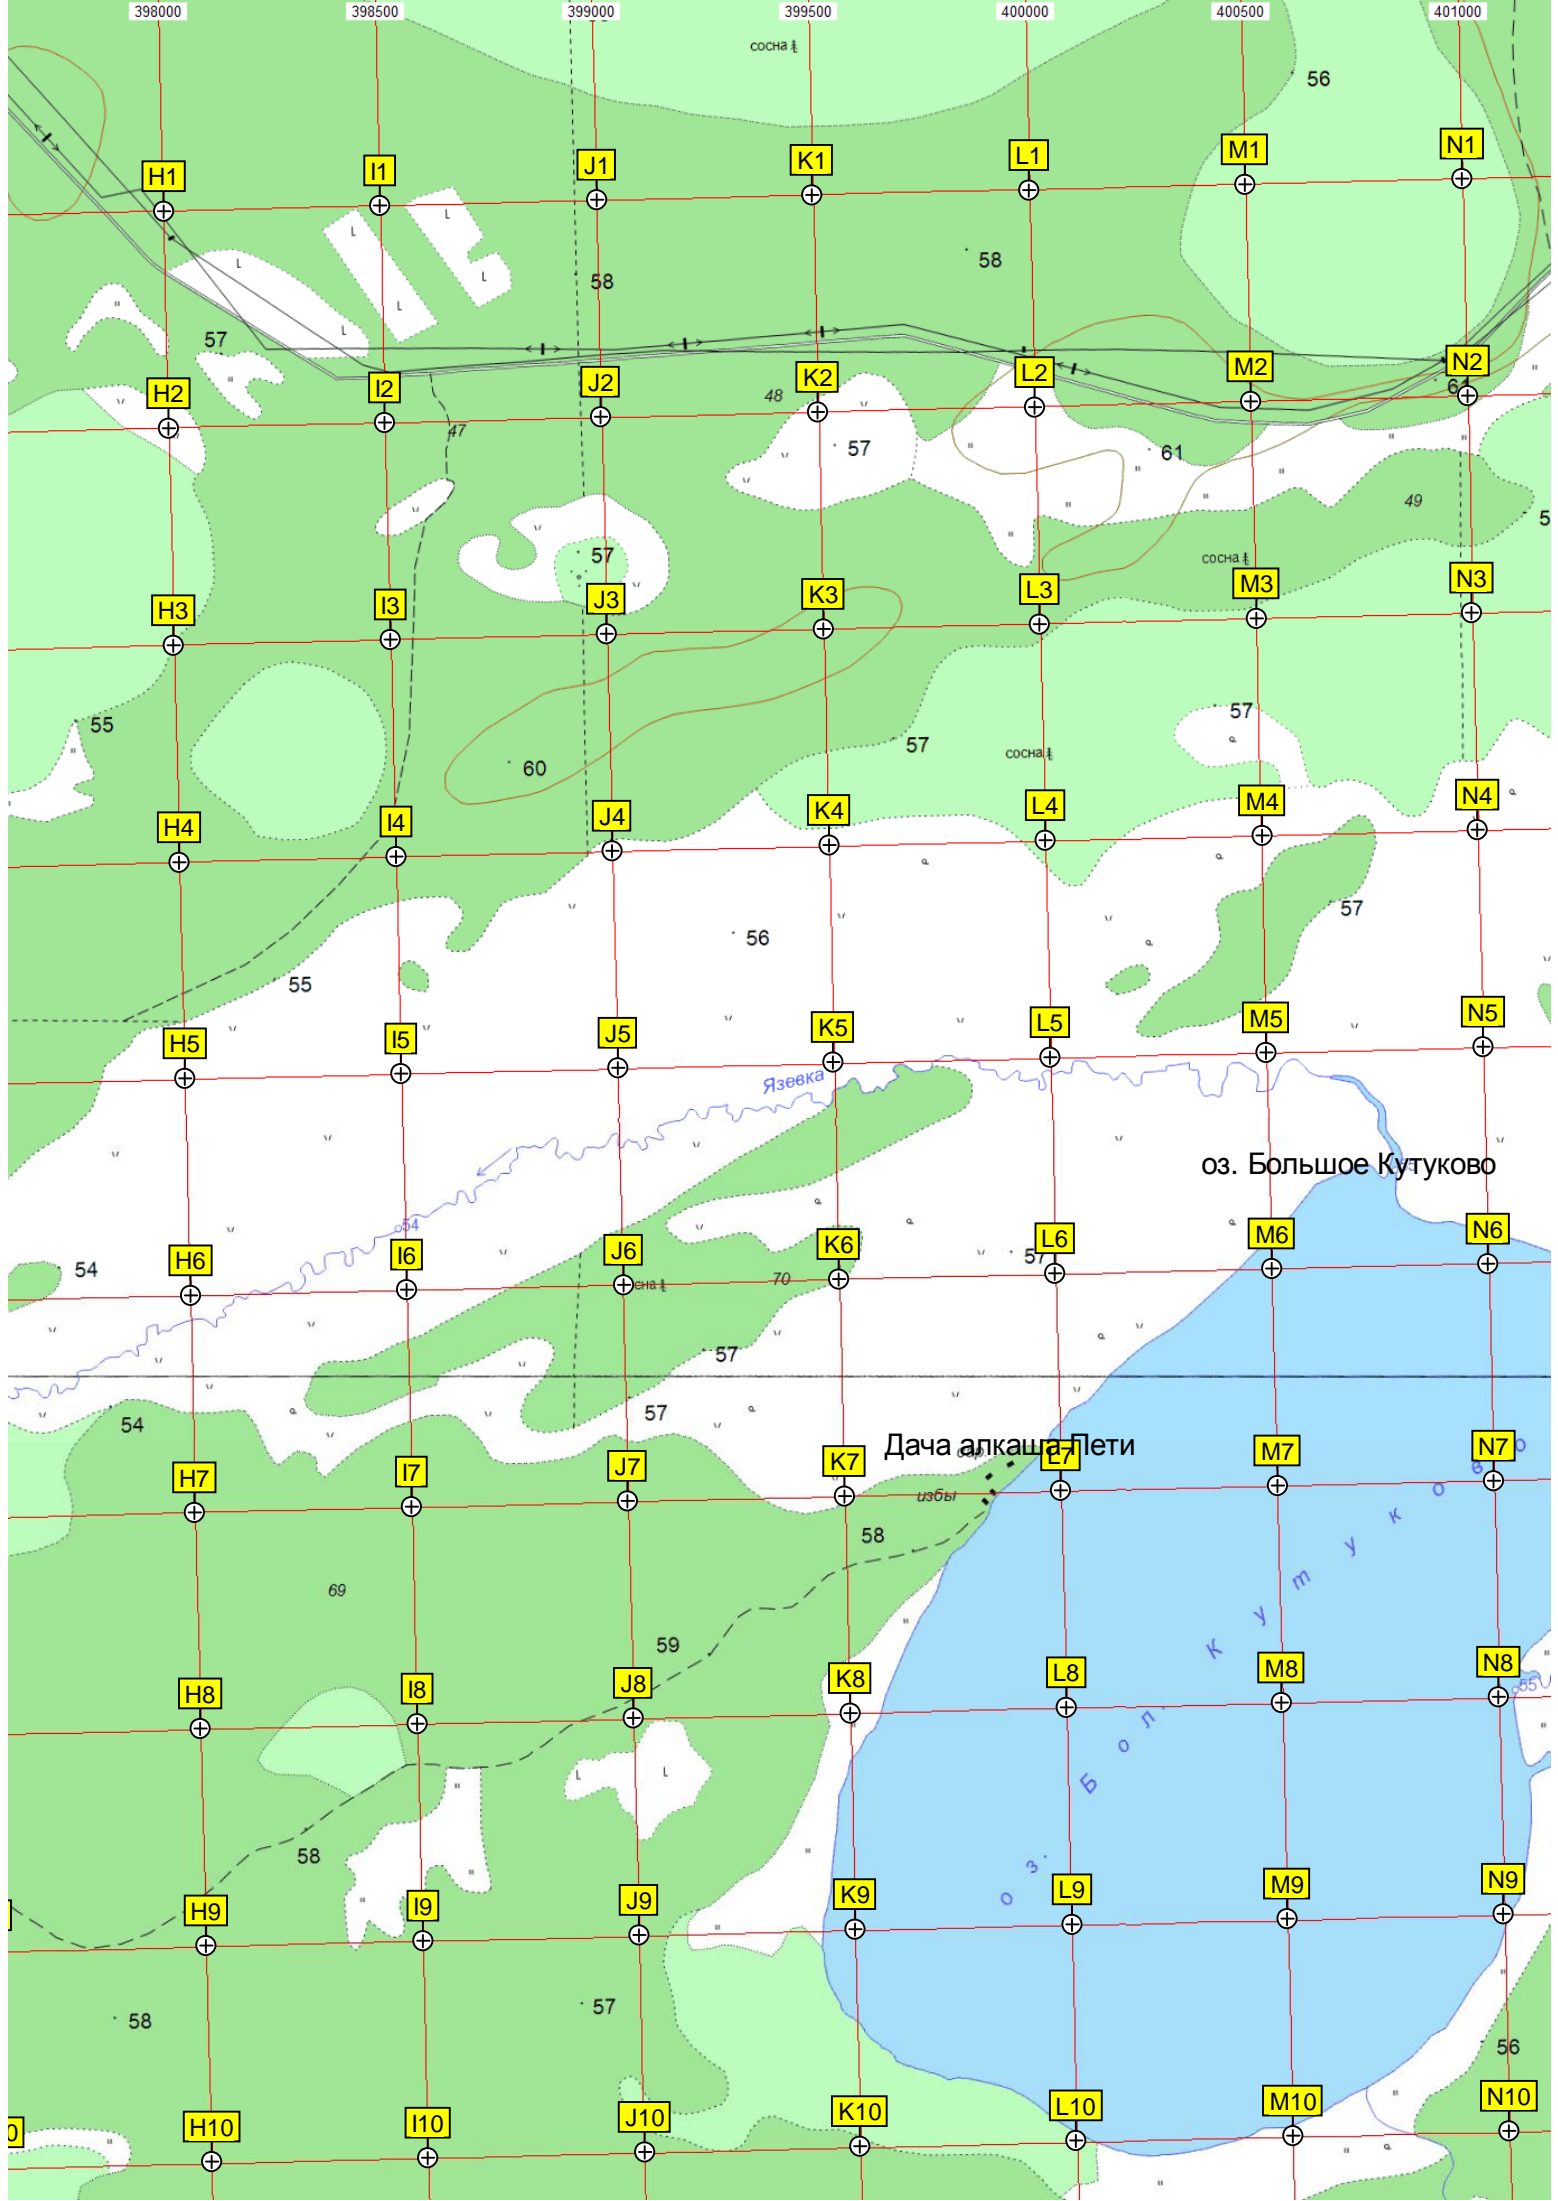 398000 398500 399000 399500 400000 400500 401000
сосна
56
H1 I1 J1 K1 L1 M1 N1
58 58
57
H2 I2 J2 K2 L2 M2 N2
48
47 57 61
49
57
сосна
H3 I3 J3 K3 L3 M3 N3
55 60 57 57
сосна
H4 I4 J4 K4 L4 M4 N4
56 57
55
H5 I5 J5 K5 L5 M5 N5
Язевка
оз. Большое Кутуково
54
54
H6 I6 J6 K6 L6 M6 N6
57
70
57
54 57
Дача алкаша Пети
H7 I7 J7 K7 L7 M7 N7
избы
58
69
59
H8 I8 J8 K8 L8 M8 N8
55
оз. Бол. Кутуково
58
H9 I9 J9 K9 L9 M9 N9
58 57
56
H10 I10 J10 K10 L10 M10 N10